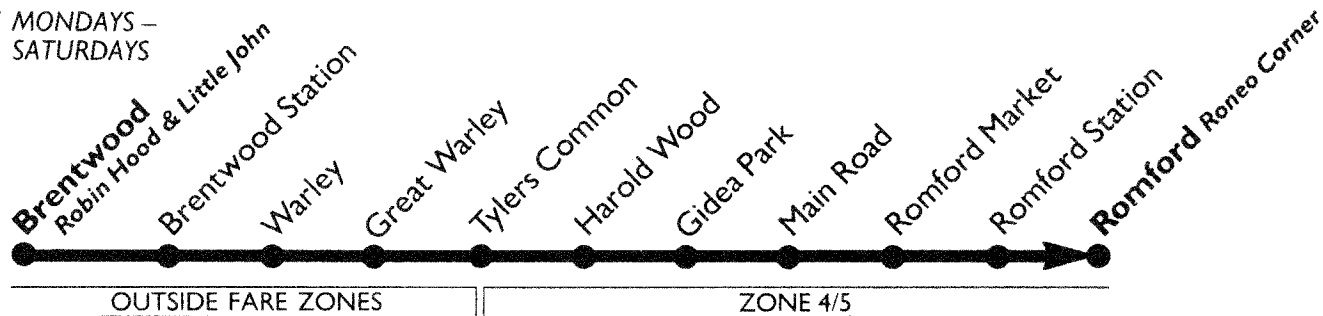 MONDAYS –
SATURDAYS
Brentwood
Robin Hood & Little John
Brentwood Station
Warley
Great Warley
Tylers Common
Harold Wood
Gidea Park
Main Road
Romford Market
Romford Station
Romford Roneo Corner
OUTSIDE FARE ZONES
ZONE 4/5